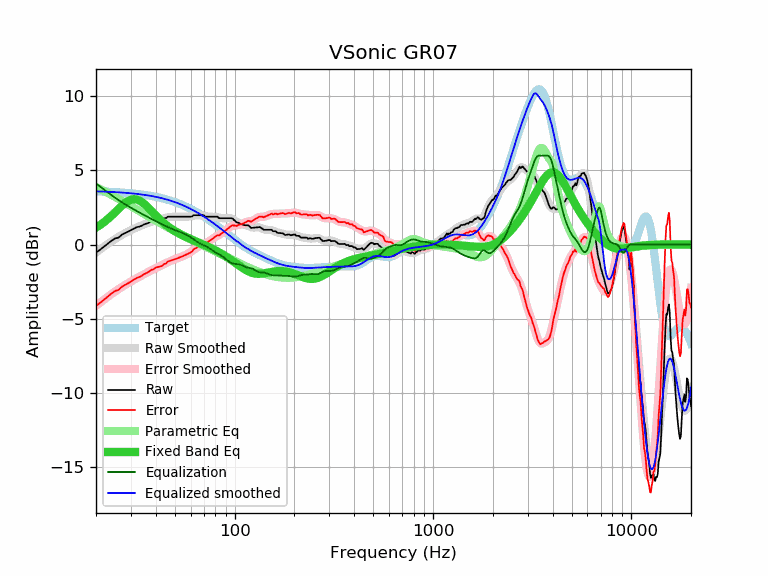 VSonic GR07
10
5
0
−5
−10
−15
Amplitude (dBr)
Target
Raw Smoothed
Error Smoothed
Raw
Error
Parametric Eq
Fixed Band Eq
Equalization
Equalized smoothed
100
1000
10000
Frequency (Hz)